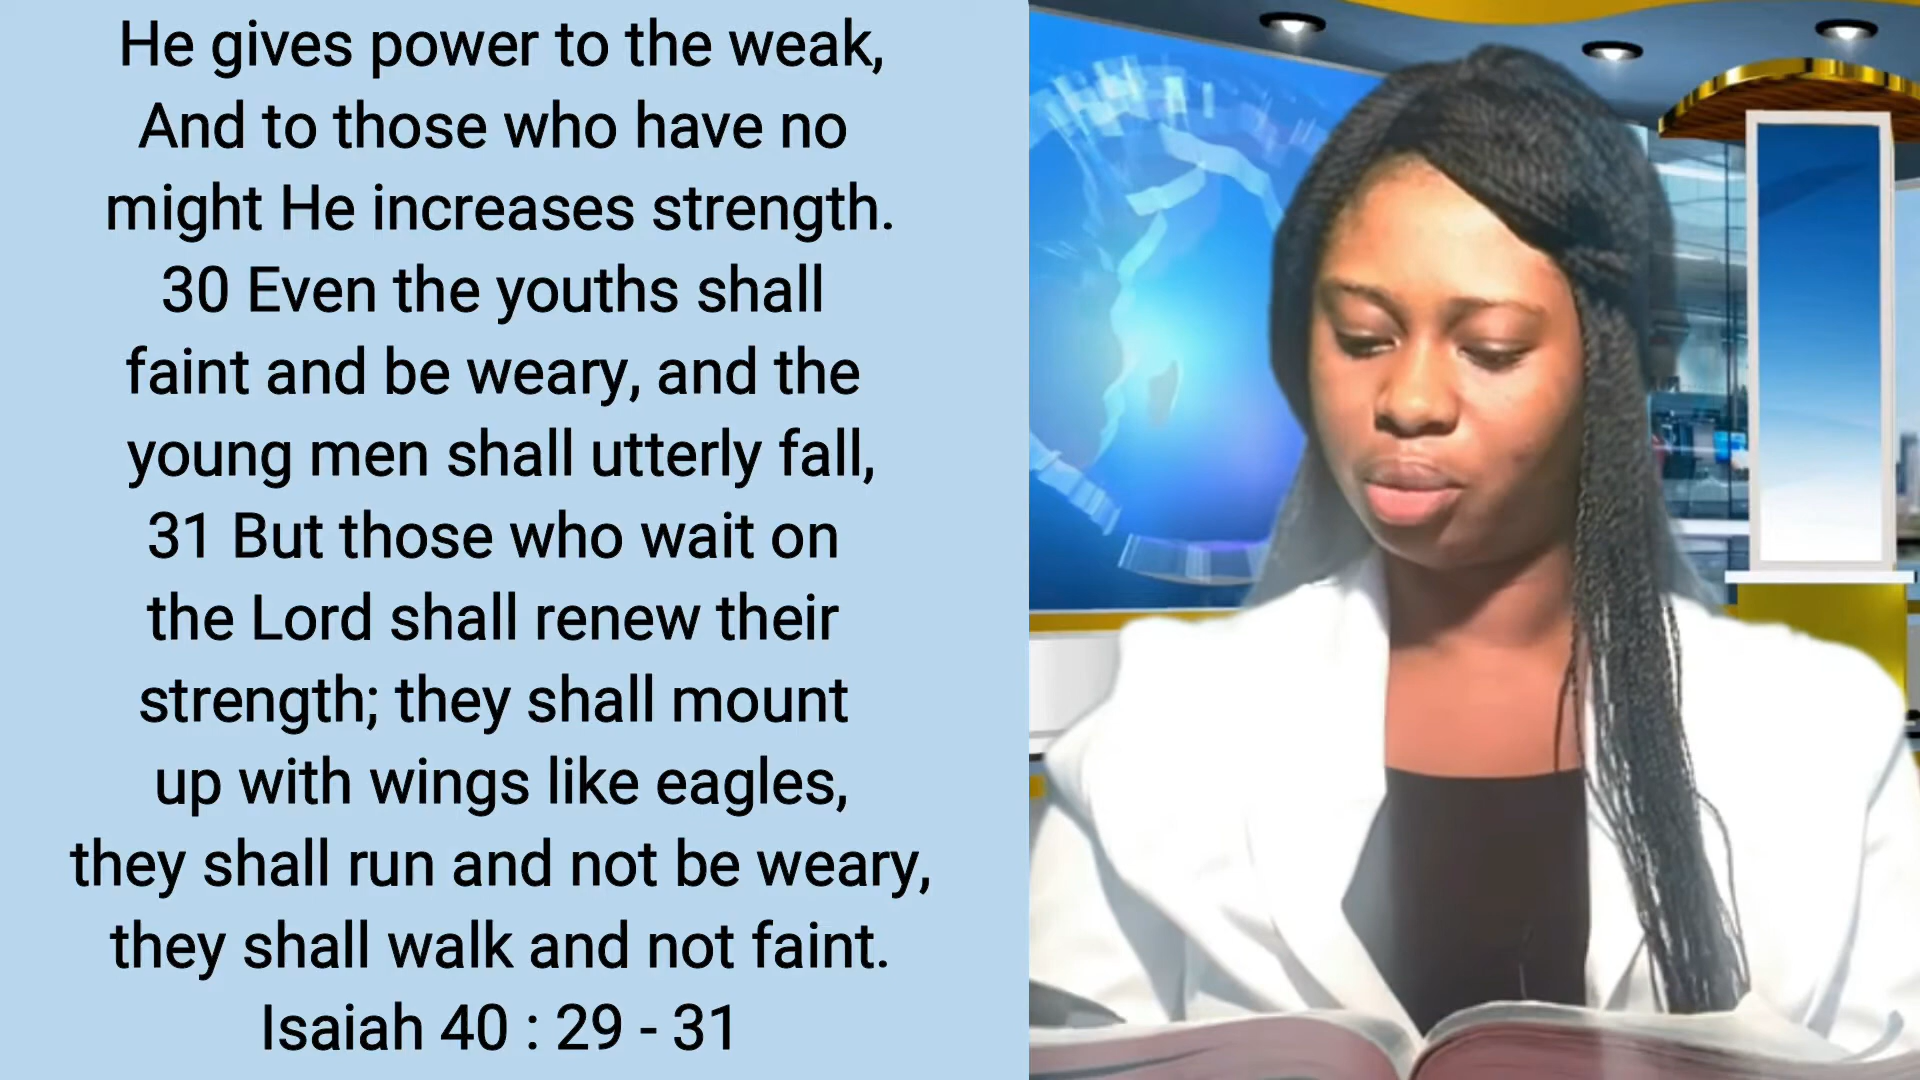 He gives power to the weak,
And to those who have no
might He increases strength.
30 Even the youths shall
faint and be weary, and the
young men shall utterly fall,
31 But those who wait on
the Lord shall renew their
strength; they shall mount
up with wings like eagles,
they shall run and not be weary,
they shall walk and not faint.
Isaiah 40 : 29 - 31